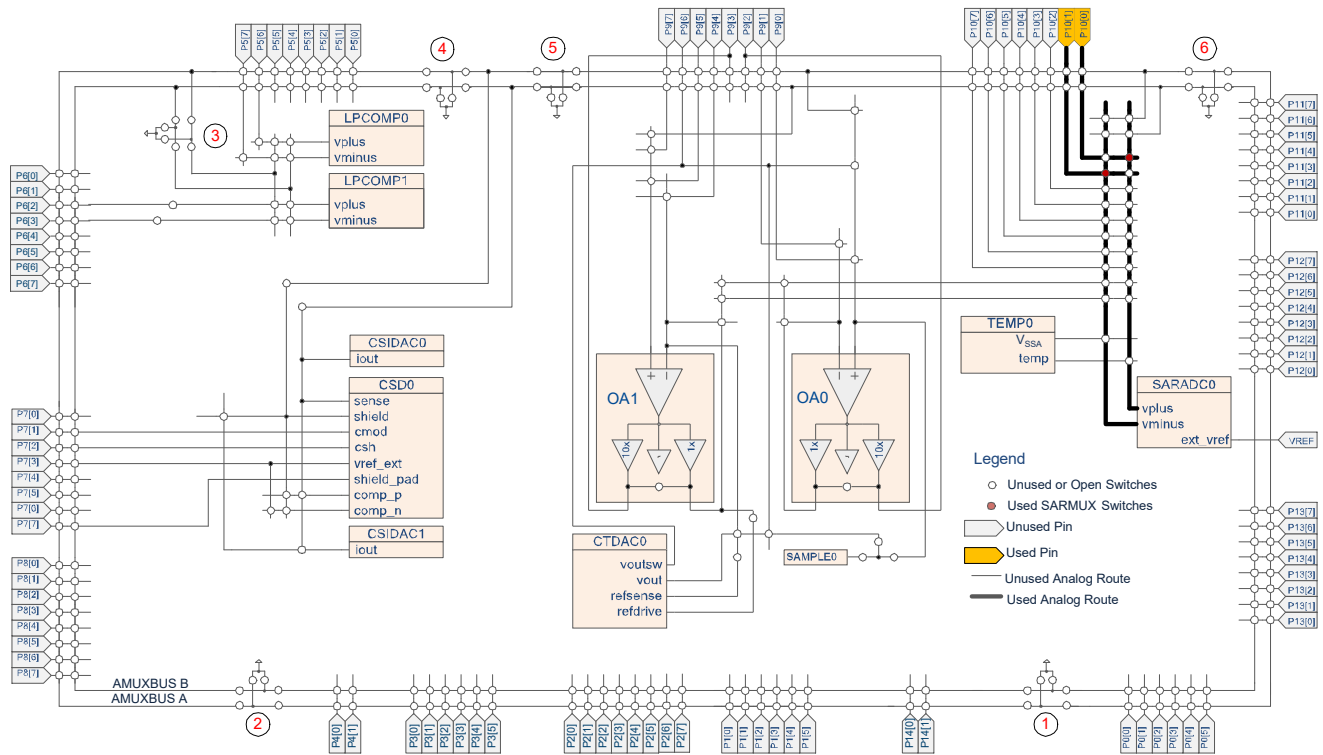 P5[7]
P5[6]
P5[5]
P5[4]
P5[3]
P5[2]
P5[1]
P5[0]
4
5
P9[7]
P9[6]
P9[5]
P9[4]
P9[3]
P9[2]
P9[1]
P9[0]
P10[7]
P10[6]
P10[5]
P10[4]
P10[3]
P10[2]
P10[1]
P10[0]
6
3
LPCOMP0
vplus
vminus
LPCOMP1
vplus
vminus
P6[0]
P6[1]
P6[2]
P6[3]
P6[4]
P6[5]
P6[6]
P6[7]
P11[7]
P11[6]
P11[5]
P11[4]
P11[3]
P11[2]
P11[1]
P11[0]
P12[7]
P12[6]
P12[5]
P12[4]
P12[3]
P12[2]
P12[1]
P12[0]
CSIDAC0
iout
CSD0
sense
shield
cmod
csh
vref_ext
shield_pad
comp_p
comp_n
CSIDAC1
iout
P7[0]
P7[1]
P7[2]
P7[3]
P7[4]
P7[5]
P7[0]
P7[7]
OA1
+
-
10x
-
1x
OA0
-
+
1x
-
10x
TEMP0
VSSA
temp
SARADC0
vplus
vminus
ext_vref
VREF
CTDAC0
voutsw
vout
refsense
refdrive
SAMPLE0
Legend
Unused or Open Switches
Used SARMUX Switches
Unused Pin
Used Pin
Unused Analog Route
Used Analog Route
P13[7]
P13[6]
P13[5]
P13[4]
P13[3]
P13[2]
P13[1]
P13[0]
P8[0]
P8[1]
P8[2]
P8[3]
P8[4]
P8[5]
P8[6]
P8[7]
AMUXBUS B
AMUXBUS A
2
1
P4[0]
P4[1]
P3[0]
P3[1]
P3[2]
P3[3]
P3[4]
P3[5]
P2[0]
P2[1]
P2[2]
P2[3]
P2[4]
P2[5]
P2[6]
P2[7]
P1[0]
P1[1]
P1[2]
P1[3]
P1[4]
P1[5]
P14[0]
P14[1]
P0[0]
P0[1]
P0[2]
P0[3]
P0[4]
P0[5]